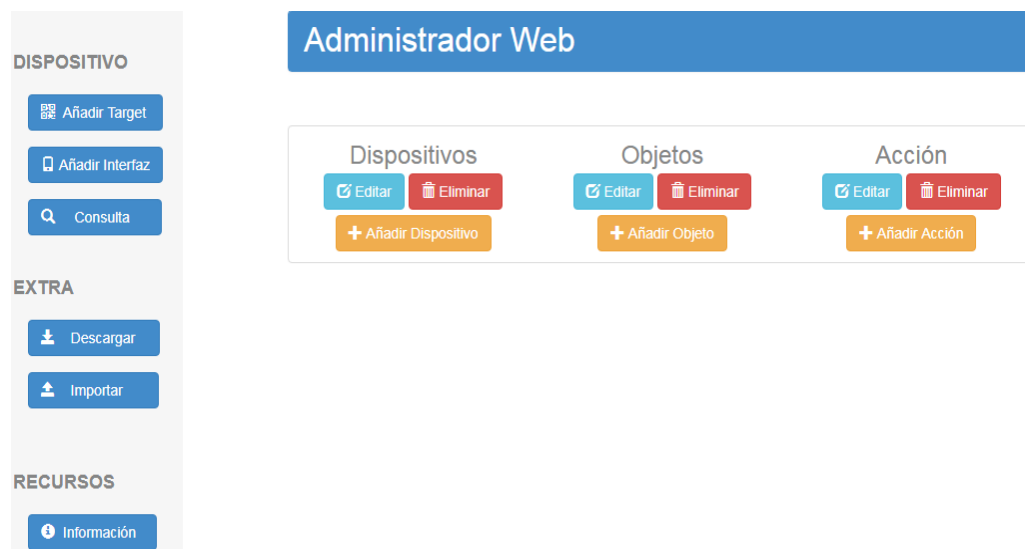 DISPOSITIVO
Añadir Target
Añadir Interfaz
Consulta
EXTRA
Descargar
Importar
RECURSOS
Información
Administrador Web
Dispositivos
Editar
Eliminar
Añadir Dispositivo
Objetos
Editar
Eliminar
Añadir Objeto
Acción
Editar
Eliminar
Añadir Acción